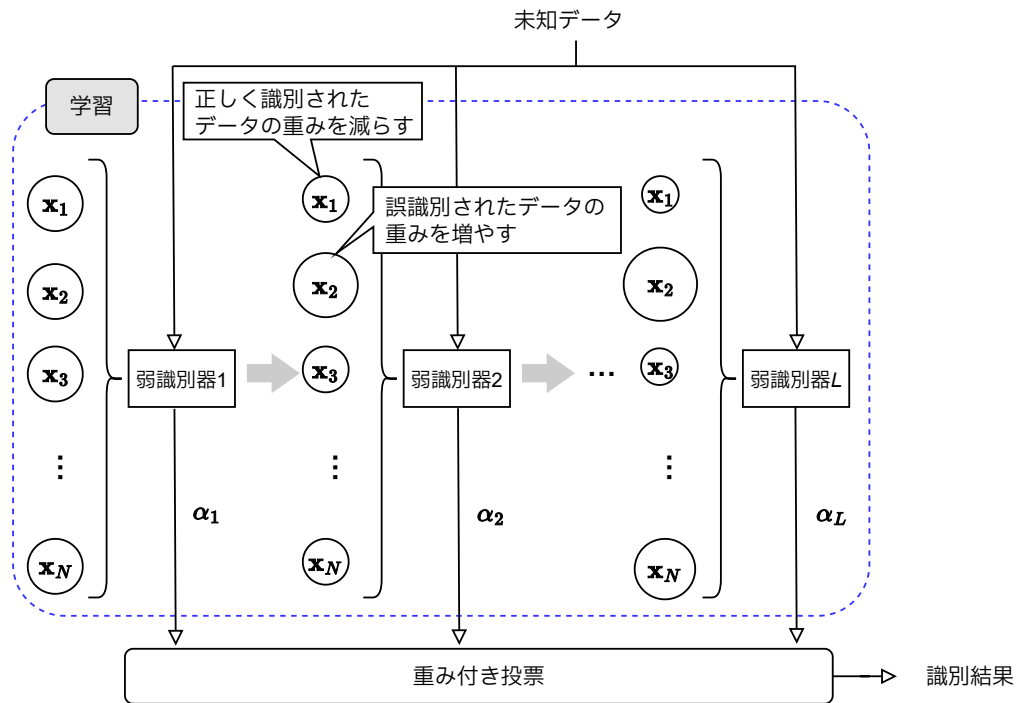 未知データ
学習
正しく識別された
データの重みを減らす
誤識別されたデータの
重みを増やす
x1
x2
x3
⋮
xN
弱識別器1
α1
x1
x2
x3
⋮
xN
弱識別器2
α2
...
x1
x2
x3
⋮
xN
弱識別器L
αL
重み付き投票
識別結果